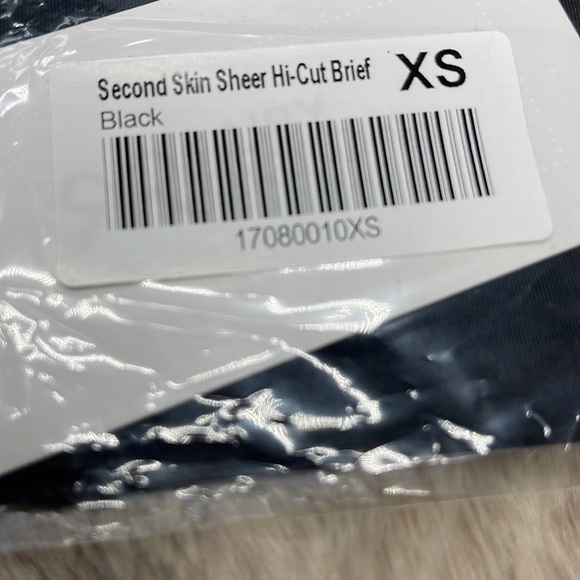 Second Skin Sheer Hi-Cut Brief XS
Black
17080010XS